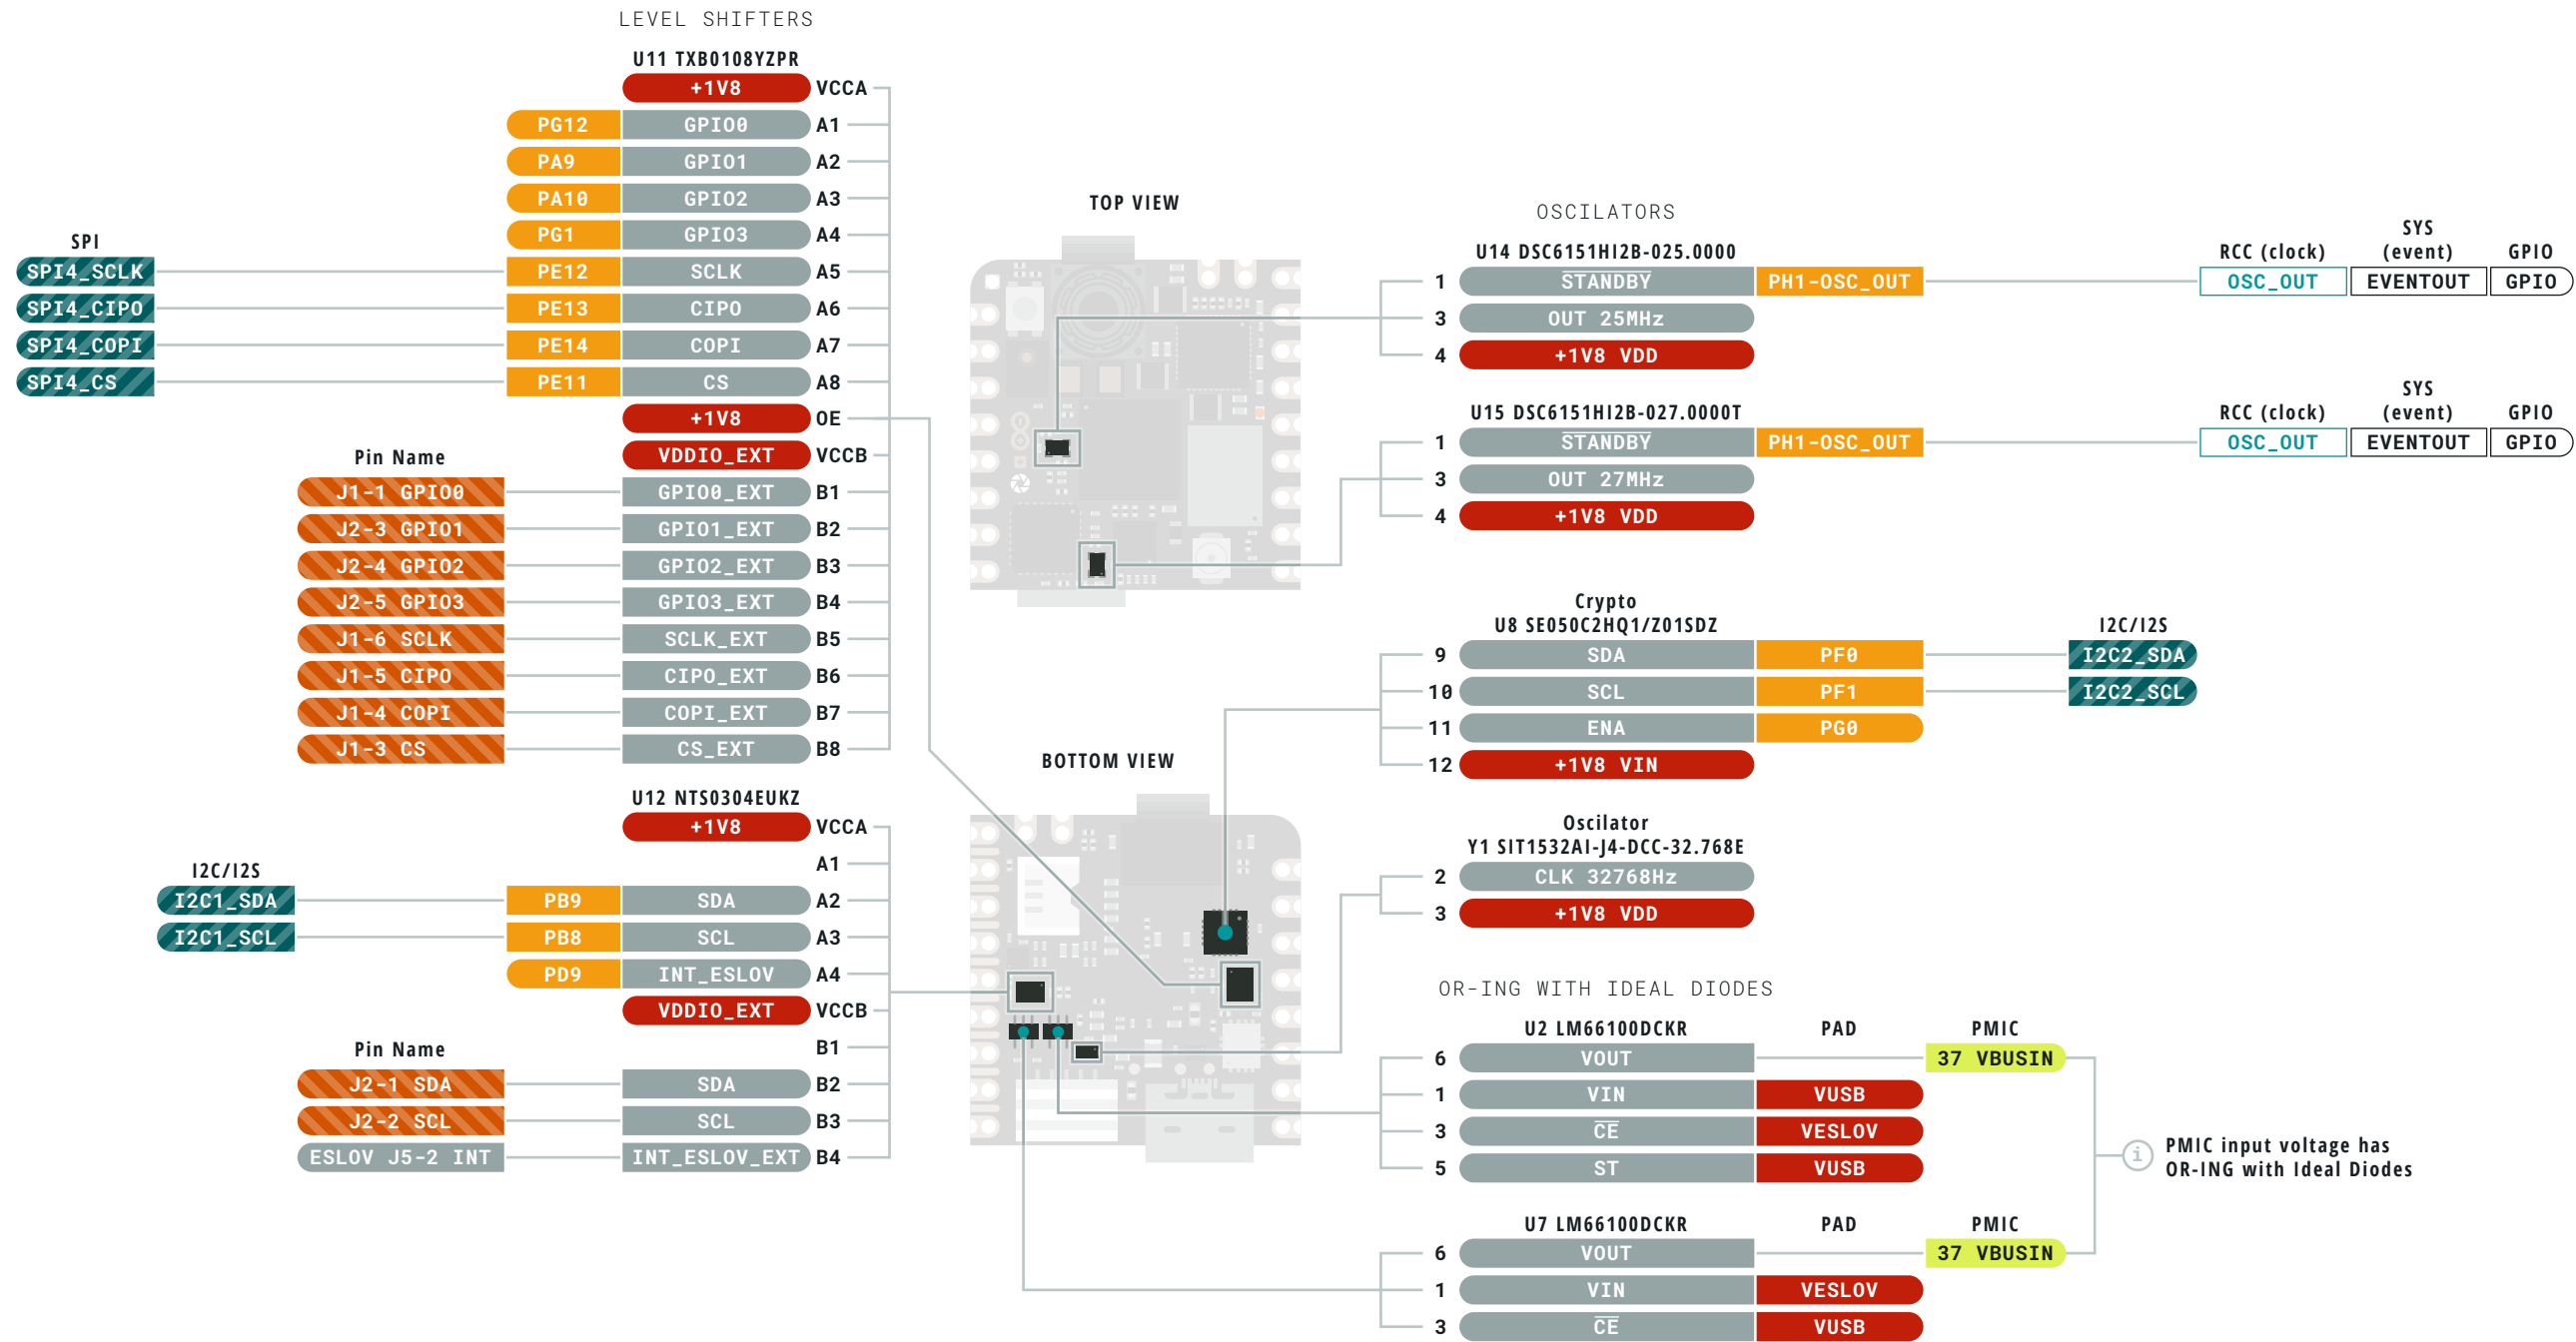 LEVEL SHIFTERS
U11 TXB0108YZPR
+1V8 VCCA
PG12 GPIO0 A1
PA9 GPIO1 A2
PA10 GPIO2 A3
PG1 GPIO3 A4
SPI
SPI4_SCLK PE12 SCLK A5
SPI4_CIPO PE13 CIPO A6
SPI4_COPI PE14 COPI A7
SPI4_CS PE11 CS A8
+1V8 OE
VDDIO_EXT VCCB
Pin Name
J1-1 GPIO0 GPIO0_EXT B1
J2-3 GPIO1 GPIO1_EXT B2
J2-4 GPIO2 GPIO2_EXT B3
J2-5 GPIO3 GPIO3_EXT B4
J1-6 SCLK SCLK_EXT B5
J1-5 CIPO CIPO_EXT B6
J1-4 COPI COPI_EXT B7
J1-3 CS CS_EXT B8
U12 NTS0304EUKZ
+1V8 VCCA
A1
I2C/I2S
I2C1_SDA PB9 SDA A2
I2C1_SCL PB8 SCL A3
PD9 INT_ESLOV A4
VDDIO_EXT VCCB
B1
Pin Name
J2-1 SDA SDA B2
J2-2 SCL SCL B3
ESLOV J5-2 INT INT_ESLOV_EXT B4
TOP VIEW
BOTTOM VIEW
OSCILATORS
U14 DSC6151HI2B-025.0000
RCC (clock) SYS (event) GPIO
1 STANDBY PH1-OSC_OUT OSC_OUT EVENTOUT GPIO
3 OUT 25MHz
4 +1V8 VDD
U15 DSC6151HI2B-027.0000T
RCC (clock) SYS (event) GPIO
1 STANDBY PH1-OSC_OUT OSC_OUT EVENTOUT GPIO
3 OUT 27MHz
4 +1V8 VDD
Crypto
U8 SE050C2HQ1/Z01SDZ
I2C/I2S
9 SDA PF0 I2C2_SDA
10 SCL PF1 I2C2_SCL
11 ENA PG0
12 +1V8 VIN
Oscilator
Y1 SIT1532AI-J4-DCC-32.768E
2 CLK 32768Hz
3 +1V8 VDD
OR-ING WITH IDEAL DIODES
U2 LM66100DCKR PAD PMIC
6 VOUT 37 VBUSIN
1 VIN VUSB
3 CE VESLOV
5 ST VUSB
i PMIC input voltage has
OR-ING with Ideal Diodes
U7 LM66100DCKR PAD PMIC
6 VOUT 37 VBUSIN
1 VIN VESLOV
3 CE VUSB